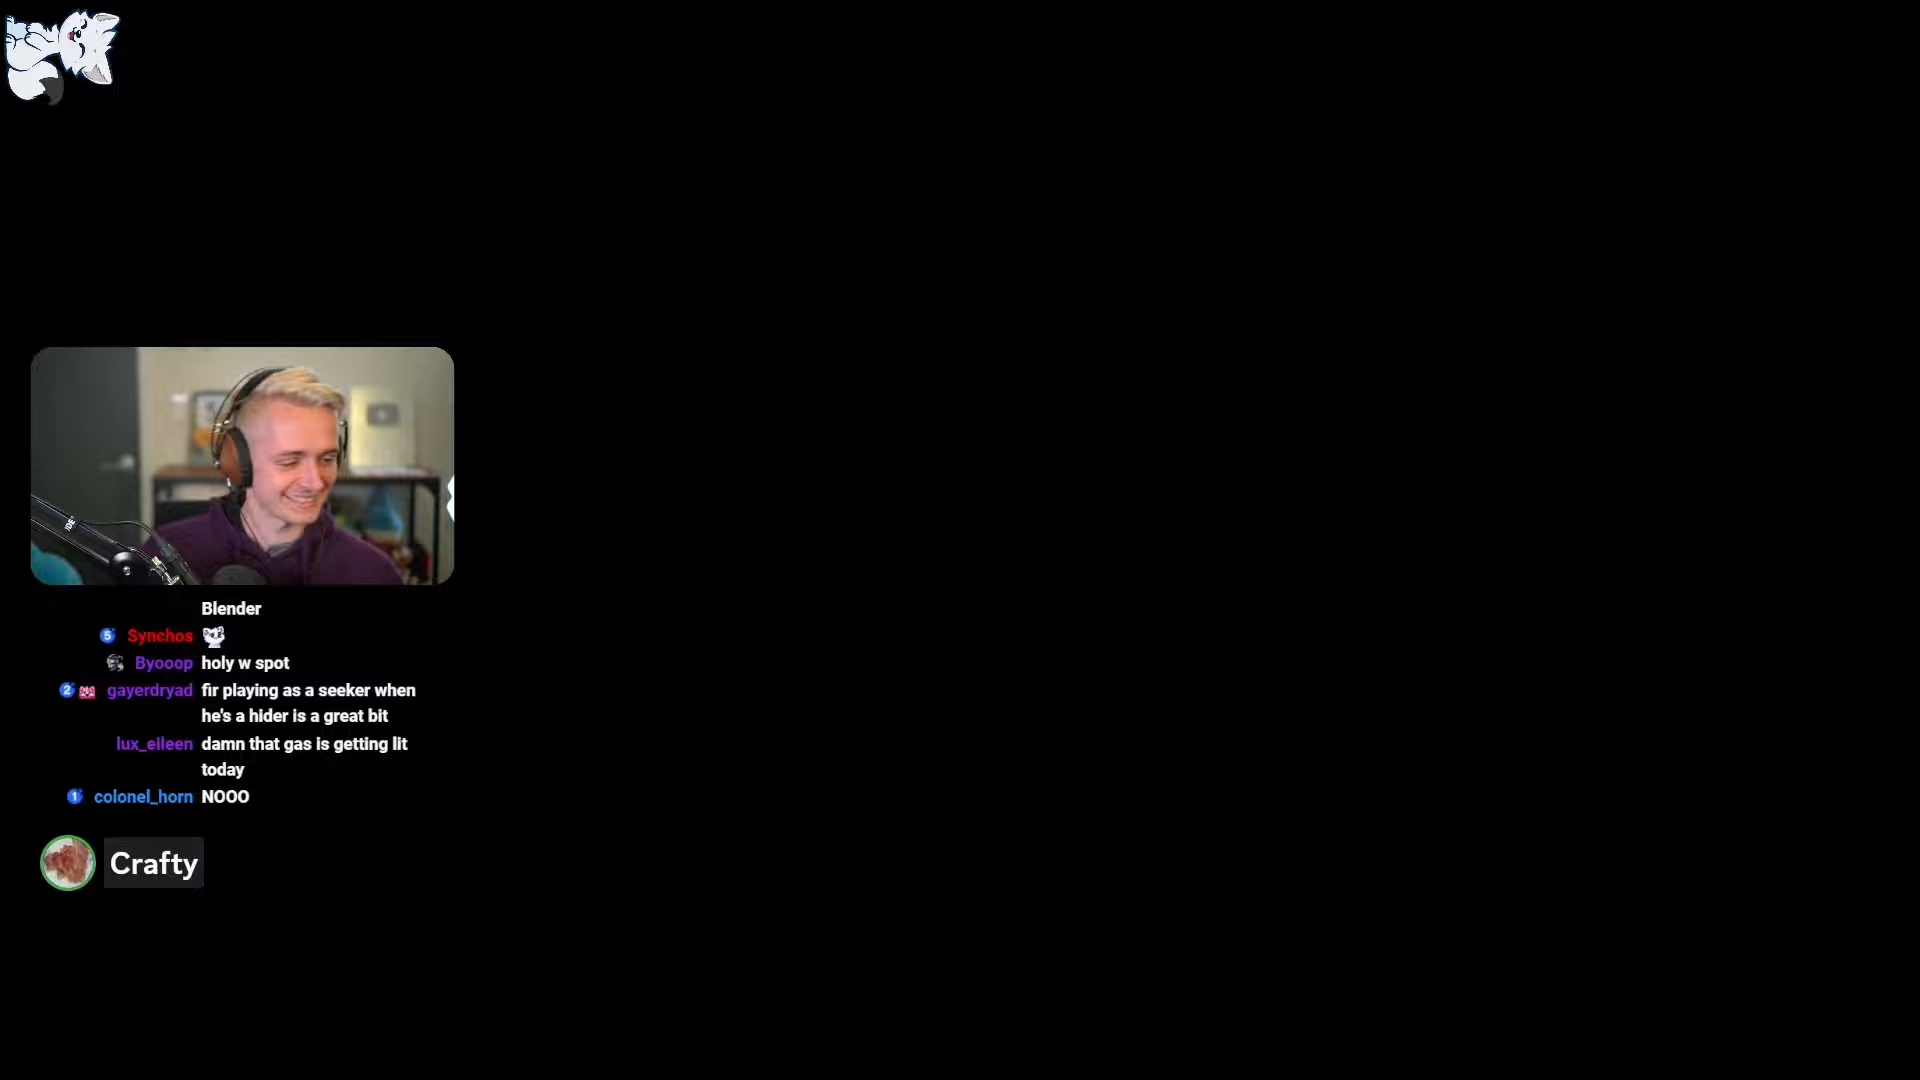 Blender
Synchos
Byooop holy w spot
gayerdryad fir playing as a seeker when
he's a hider is a great bit
lux_eileen damn that gas is getting lit
today
colonel_horn NOOO
Crafty